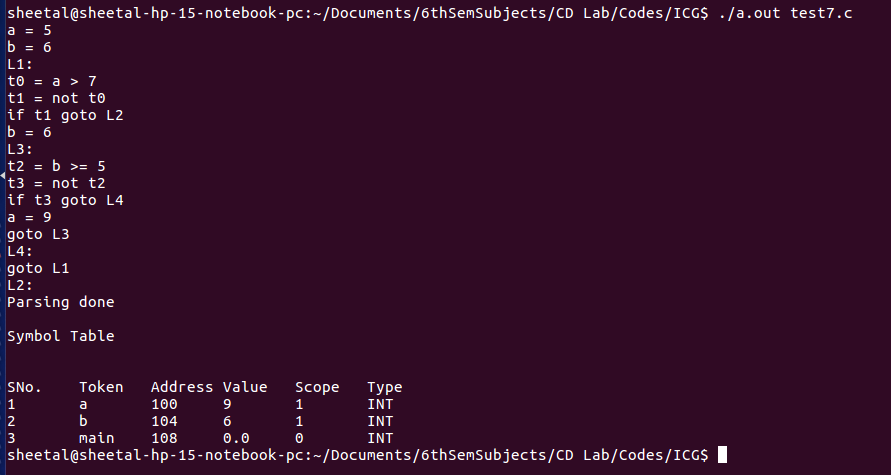 sheetal@sheetal-hp-15-notebook-pc:~/Documents/6thSemSubjects/CD Lab/Codes/ICG$ ./a.out test7.c
a = 5
b = 6
L1:
t0 = a > 7
t1 = not t0
if t1 goto L2
b = 6
L3:
t2 = b >= 5
t3 = not t2
if t3 goto L4
a = 9
goto L3
L4:
goto L1
L2:
Parsing done
Symbol Table
SNo. Token Address Value Scope Type
1 a 100 9 1 INT
2 b 104 6 1 INT
3 main 108 0.0 0 INT
sheetal@sheetal-hp-15-notebook-pc:~/Documents/6thSemSubjects/CD Lab/Codes/ICG$